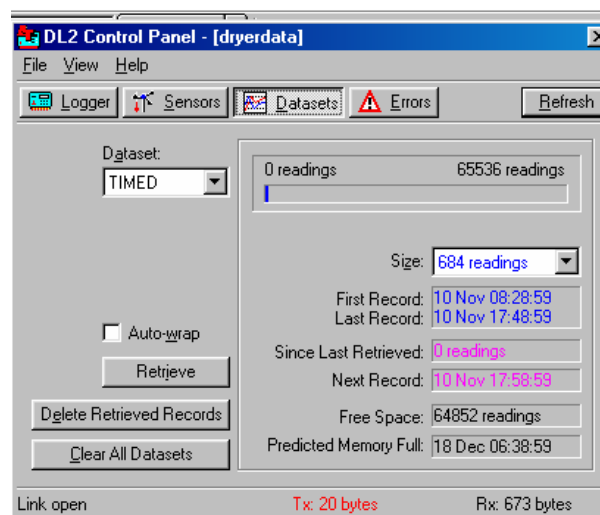 DL2 Control Panel - [dryerdata]
File View Help
Logger Sensors Datasets Errors Refresh
Dataset:
TIMED
0 readings 65536 readings
Size: 684 readings
First Record: 10 Nov 08:28:59
Last Record: 10 Nov 17:48:59
Auto-wrap
Since Last Retrieved: 0 readings
Retrieve
Next Record: 10 Nov 17:58:59
Delete Retrieved Records
Free Space: 64852 readings
Clear All Datasets
Predicted Memory Full: 18 Dec 06:38:59
Link open Tx: 20 bytes Rx: 673 bytes